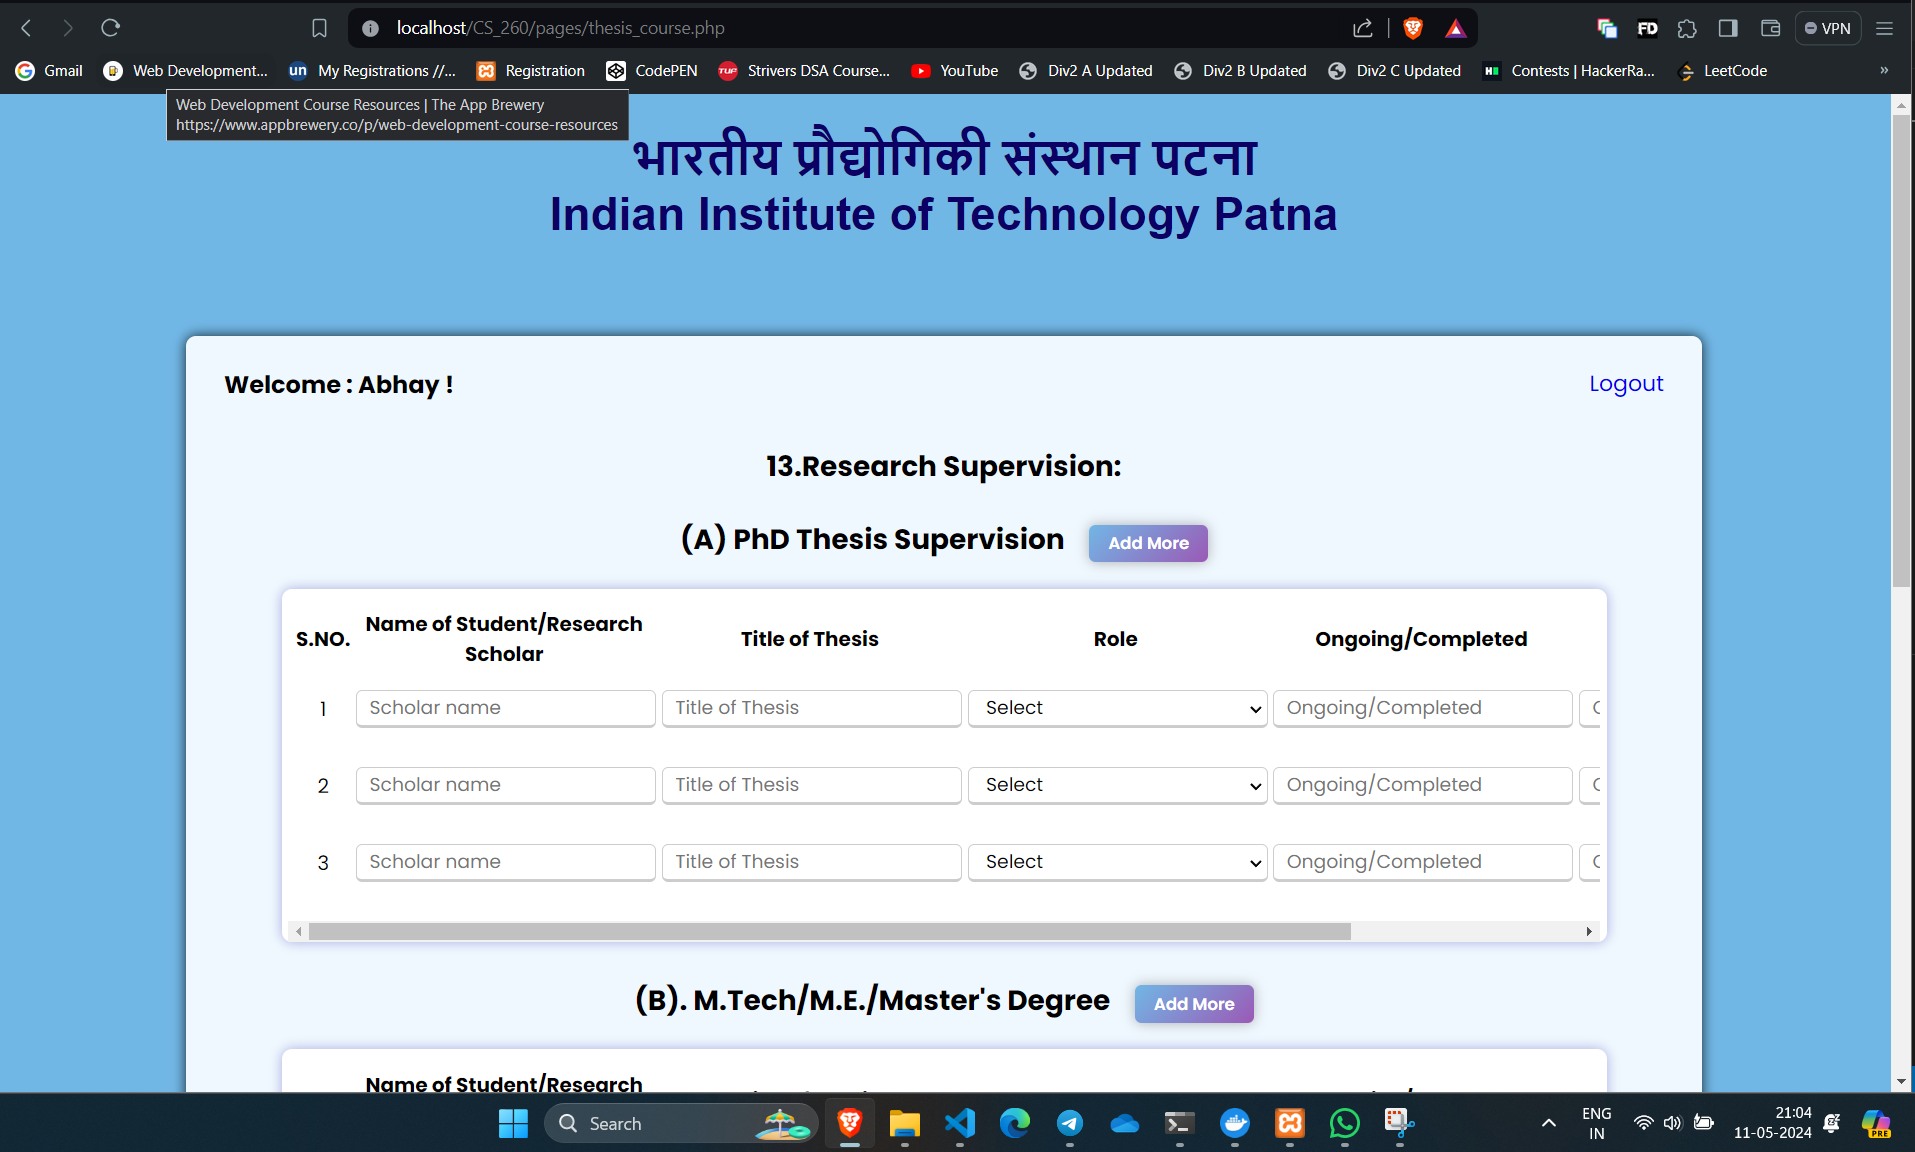 localhost/CS_260/pages/thesis_course.php
VPN
Gmail
Web Development...
un
My Registrations //...
Registration
CodePEN
TUF
Strivers DSA Course...
YouTube
Div2 A Updated
Div2 B Updated
Div2 C Updated
Contests | HackerRa...
LeetCode
»
FD
Web Development Course Resources | The App Brewery
https://www.appbrewery.co/p/web-development-course-resources
भारतीय प्रौद्योगिकी संस्थान पटना
Indian Institute of Technology Patna
Welcome : Abhay !
Logout
13.Research Supervision:
(A) PhD Thesis Supervision
Add More
S.NO.
Name of Student/Research
Scholar
Title of Thesis
Role
Ongoing/Completed
1
Scholar name
Title of Thesis
Select
Ongoing/Completed
2
Scholar name
Title of Thesis
Select
Ongoing/Completed
3
Scholar name
Title of Thesis
Select
Ongoing/Completed
(B). M.Tech/M.E./Master's Degree
Add More
Name of Student/Research
Search
ENG
IN
21:04
11-05-2024
PRE